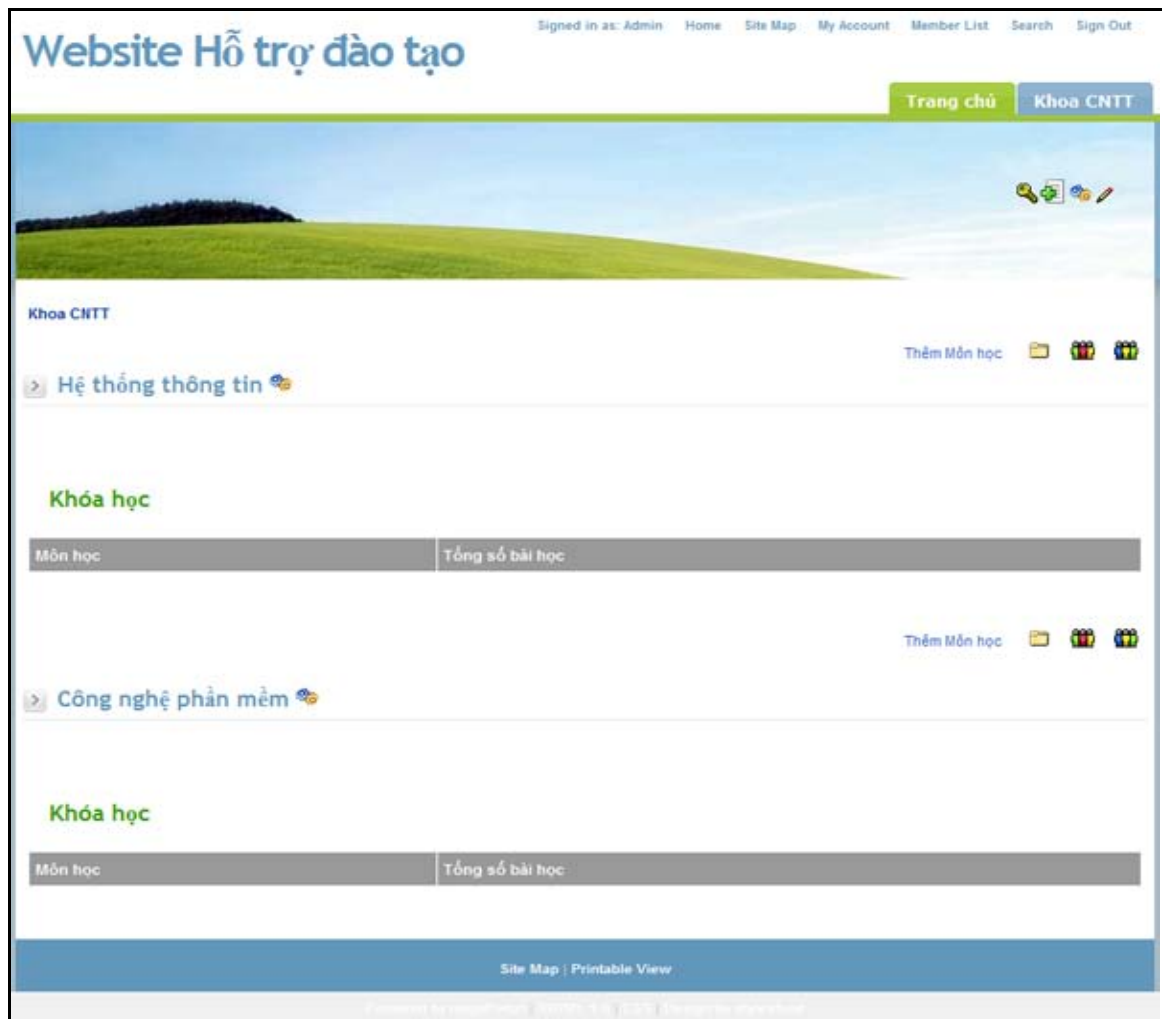 Website Hỗ trợ đào tạo
Signed in as: Admin Home Site Map My Account Member List Search Sign Out
Trang chủ Khoa CNTT
Khoa CNTT
Thêm Môn học
Hệ thống thông tin
Khóa học
Môn học Tổng số bài học
Thêm Môn học
Công nghệ phần mềm
Khóa học
Môn học Tổng số bài học
Site Map | Printable View